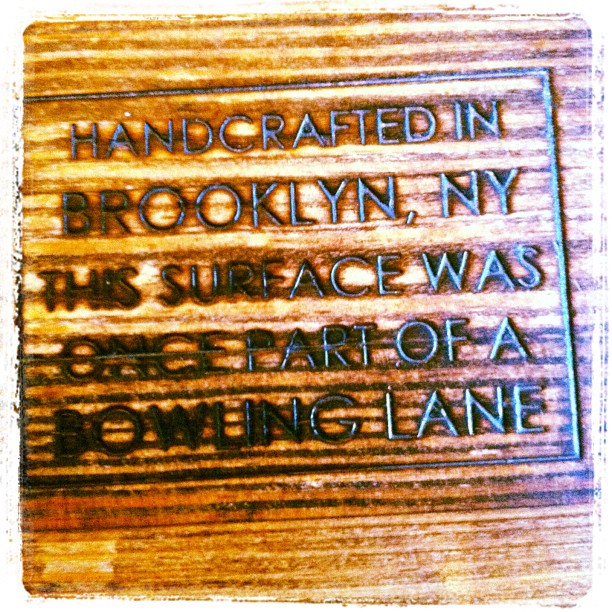 HANDCRAFTED IN
BROOKLYN, NY
THIS SURFACE WAS
ONCE PART OF A
BOWLING LANE